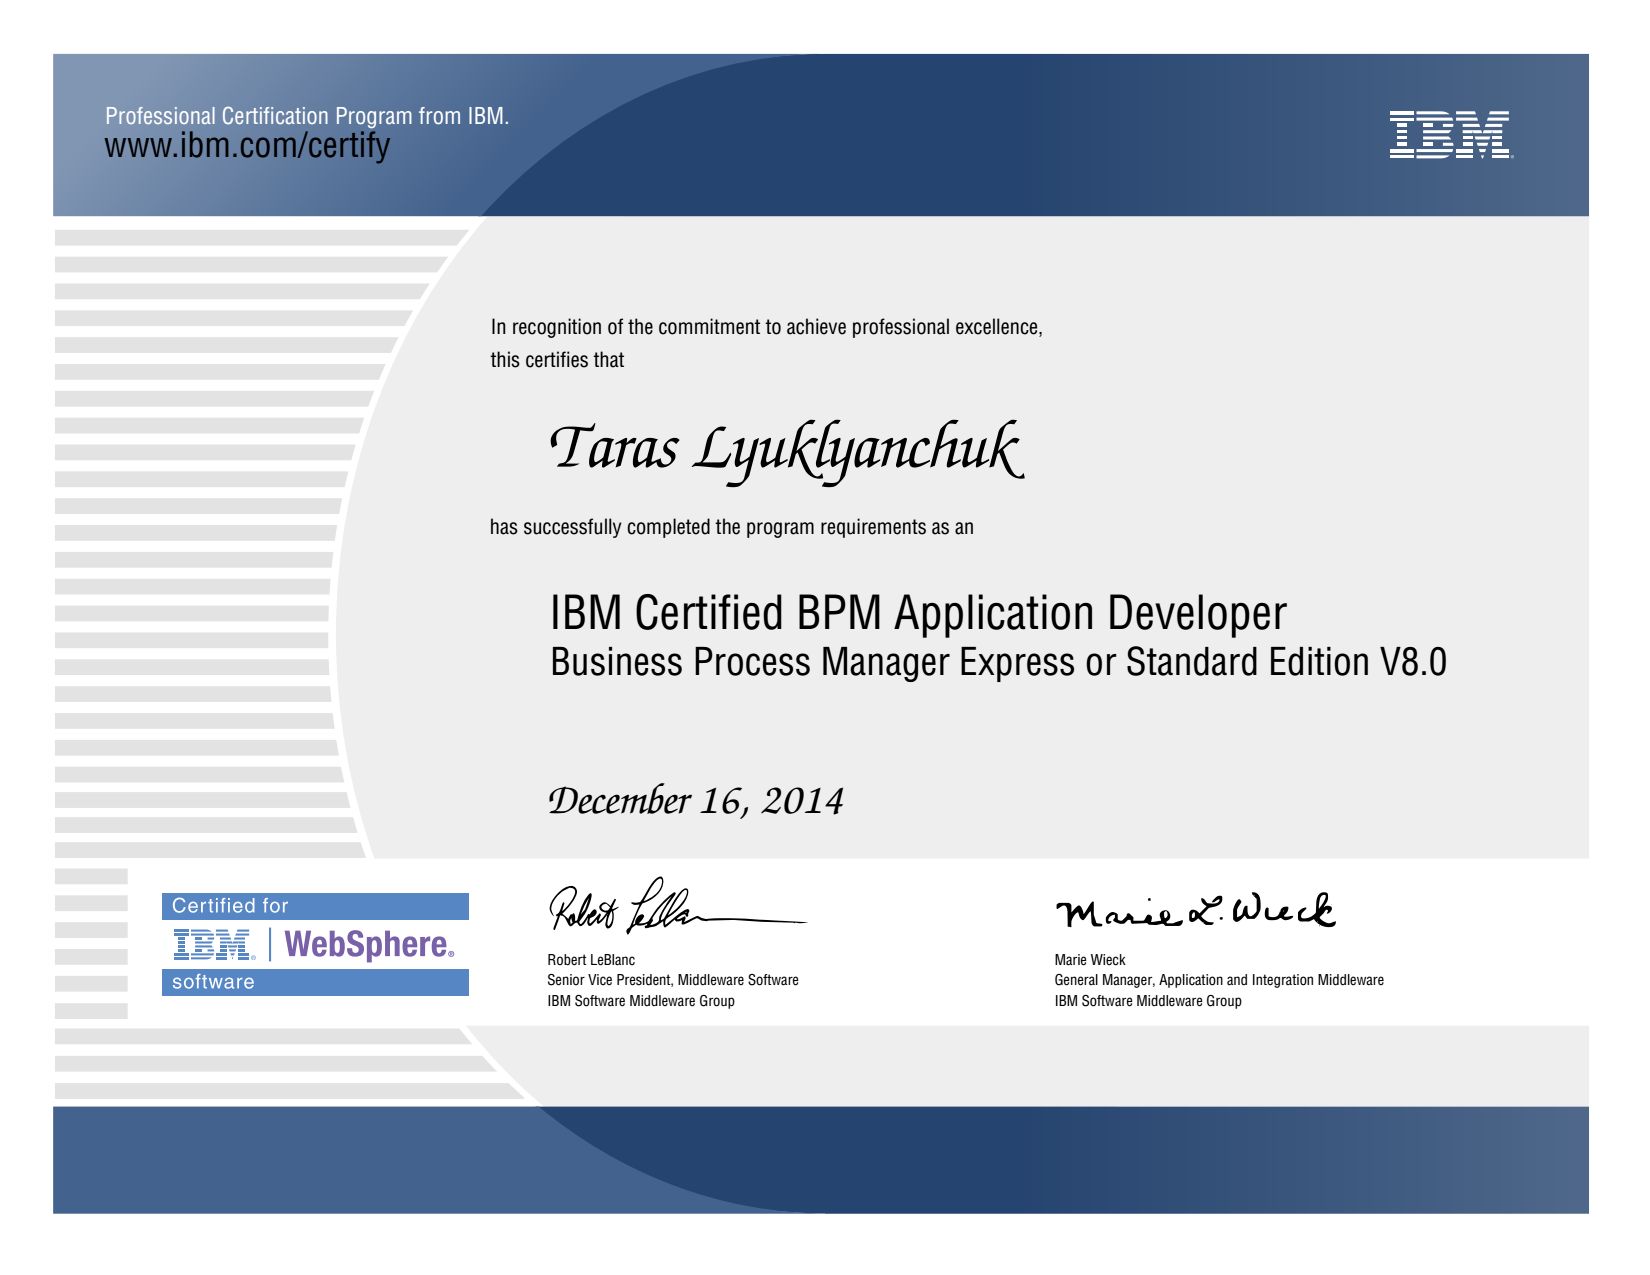 Professional Certification Program from IBM.
www.ibm.com/certify
IBM®
In recognition of the commitment to achieve professional excellence,
this certifies that
Taras Lyuklyanchuk
has successfully completed the program requirements as an
IBM Certified BPM Application Developer
Business Process Manager Express or Standard Edition V8.0
December 16, 2014
Certified for
IBM® | WebSphere®
software
Robert LeBlanc
Marie L. Wieck
Robert LeBlanc
Senior Vice President, Middleware Software
IBM Software Middleware Group
Marie Wieck
General Manager, Application and Integration Middleware
IBM Software Middleware Group